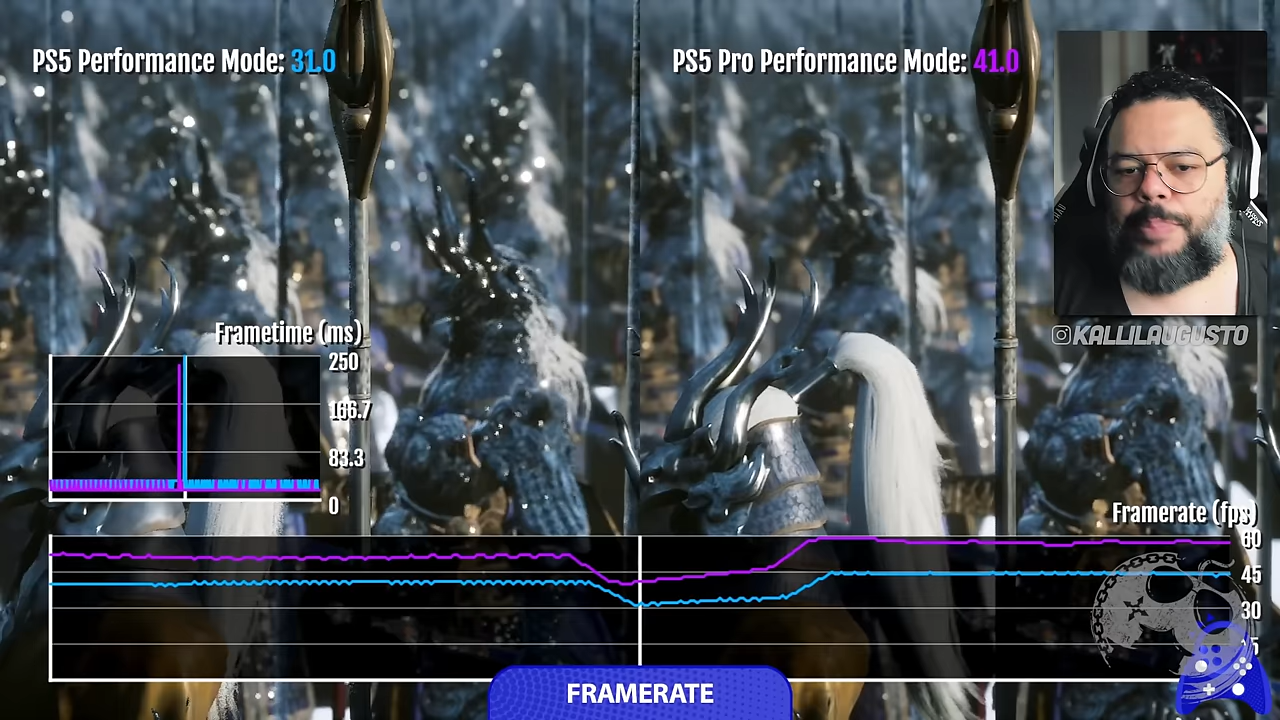 PS5 Performance Mode: 31.0
PS5 Pro Performance Mode: 41.0
KALLILAUGUSTO
Frametime (ms)
250
166.7
83.3
0
Framerate (fps)
60
45
30
FRAMERATE